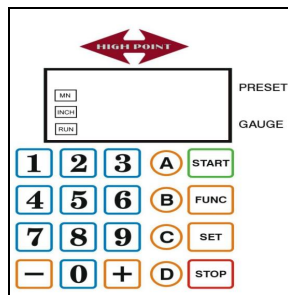 HIGH POINT
PRESET
MN
INCH
GAUGE
RUN
1 2 3 A START
4 5 6 B FUNC
7 8 9 C SET
− 0 + D STOP